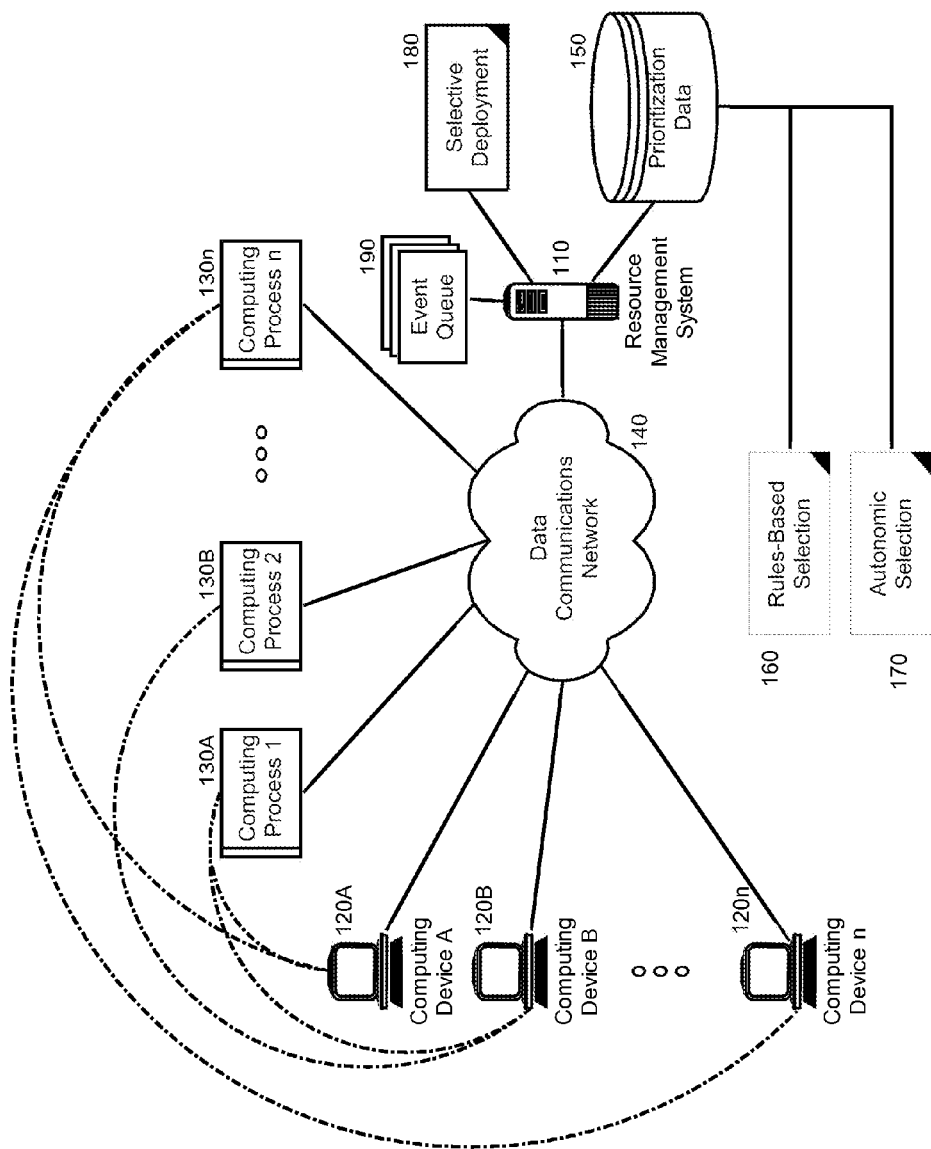 130n
Computing
Process n
130B
Computing
Process 2
130A
Computing
Process 1
180
Selective
Deployment
190
Event
Queue
150
Prioritization
Data
110
Resource
Management
System
140
Data
Communications
Network
120A
Computing
Device A
120B
Computing
Device B
120n
Computing
Device n
160
Rules-Based
Selection
170
Autonomic
Selection